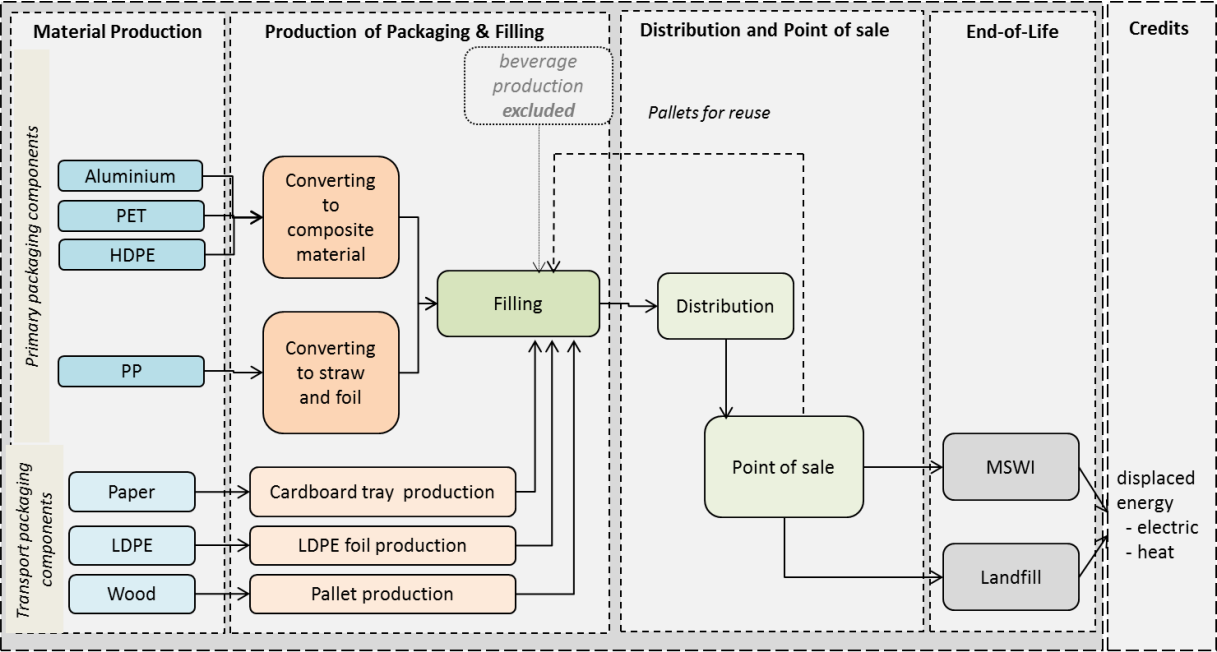 Material Production
Production of Packaging & Filling
Distribution and Point of sale
End-of-Life
Credits
beverage
production
excluded
Pallets for reuse
Primary packaging components
Aluminium
PET
HDPE
PP
Converting
to
composite
material
Converting
to straw
and foil
Filling
Distribution
Point of sale
MSWI
Landfill
displaced
energy
- electric
- heat
Transport packaging
components
Paper
LDPE
Wood
Cardboard tray production
LDPE foil production
Pallet production